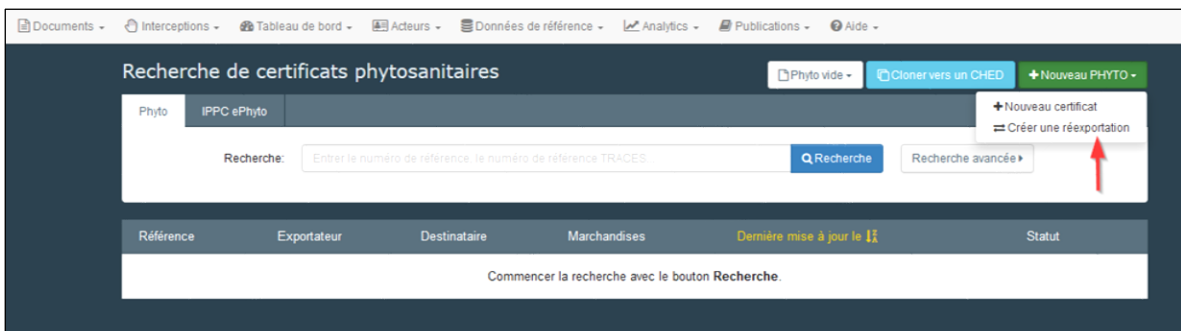 Documents Interceptions Tableau de bord Acteurs Données de référence Analytics Publications Aide
Recherche de certificats phytosanitaires Phyto vide Cloner vers un CHED +Nouveau PHYTO
Phyto IPPC ePhyto
+Nouveau certificat
Créer une réexportation
Recherche: Entrer le numéro de référence, le numéro de référence TRACES... Recherche Recherche avancée
Référence Exportateur Destinataire Marchandises Dernière mise à jour le Statut
Commencer la recherche avec le bouton Recherche.